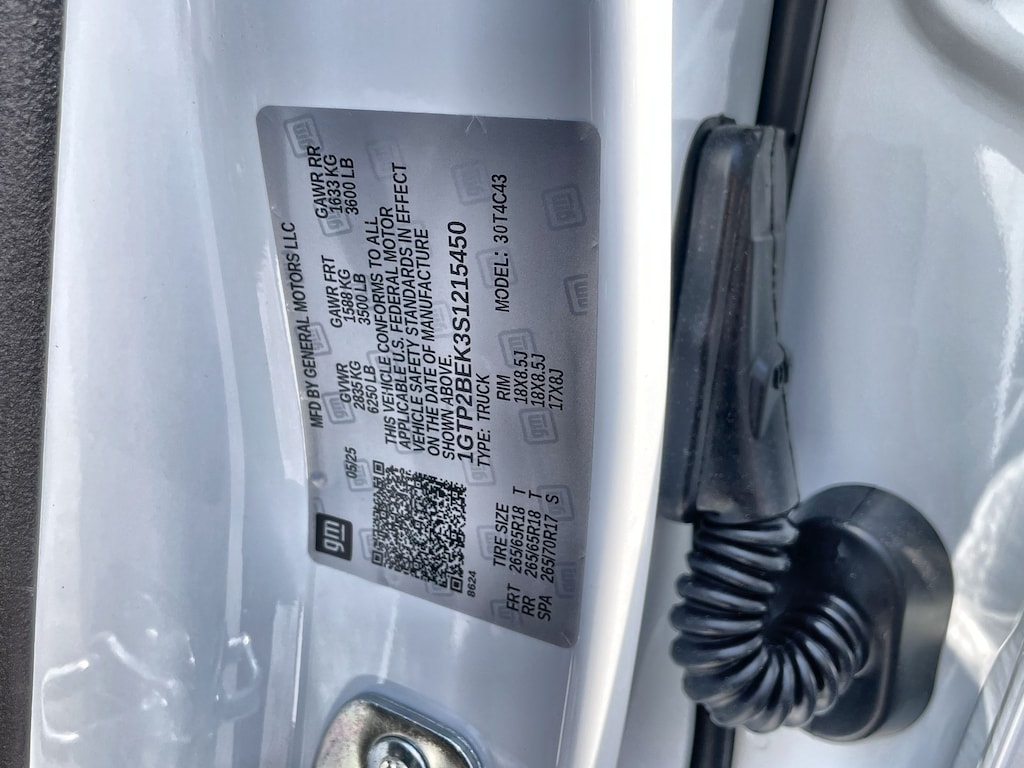 gm
MFD BY GENERAL MOTORS LLC
05/25
GVWR GAWR FRT GAWR RR
2835 KG 1588 KG 1633 KG
6250 LB 3500 LB 3600 LB
THIS VEHICLE CONFORMS TO ALL
APPLICABLE U.S. FEDERAL MOTOR
VEHICLE SAFETY STANDARDS IN EFFECT
ON THE DATE OF MANUFACTURE
SHOWN ABOVE.
1GTP2BEK3S1215450
TYPE: TRUCK MODEL: 30T4C43
8624
TIRE SIZE RIM
FRT 265/65R18 T 18X8.5J
RR 265/65R18 T 18X8.5J
SPA 265/70R17 S 17X8J